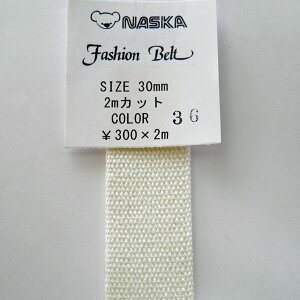 NASKA
Fashion Belt
SIZE 30mm
2mカット
COLOR 36
¥300×2m